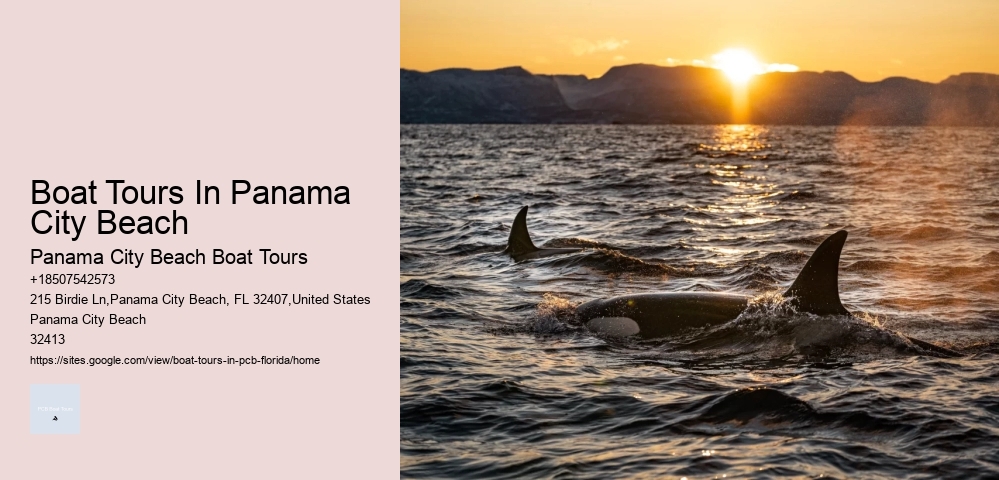 Boat Tours In Panama
City Beach
Panama City Beach Boat Tours
+18507542573
215 Birdie Ln,Panama City Beach, FL 32407,United States
Panama City Beach
32413
https://sites.google.com/view/boat-tours-in-pcb-florida/home